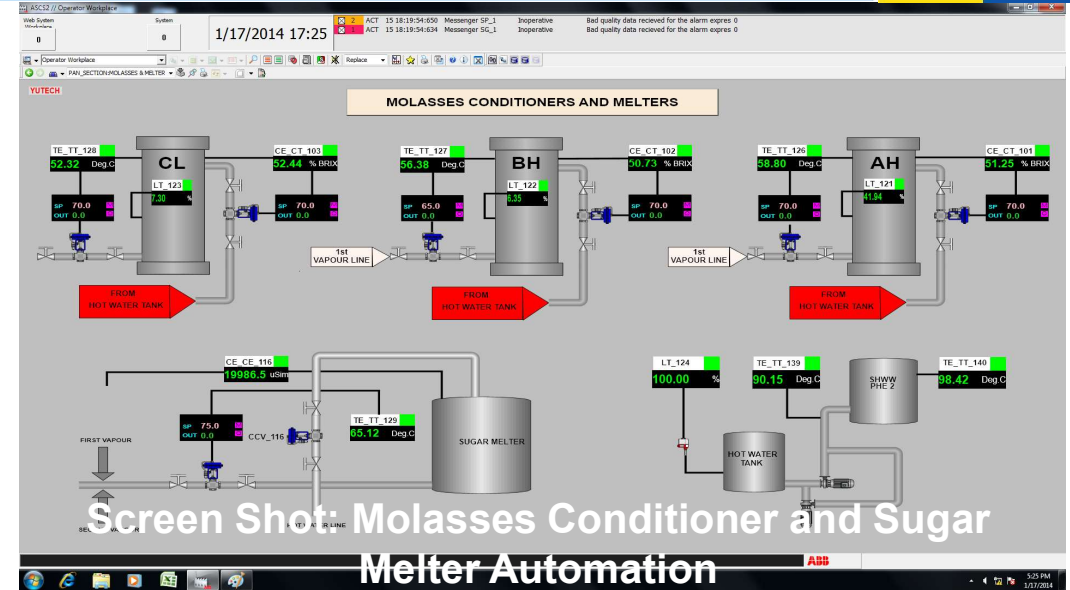 ASCS2 // Operator Workplace
Web System
Workplace
0
System
0
1/17/2014 17:25
2 ACT 15 18:19:54:650 Messenger SP_1 Inoperative Bad quality data recieved for the alarm expres 0
1 ACT 15 18:19:54:634 Messenger SG_1 Inoperative Bad quality data recieved for the alarm expres 0
Operator Workplace
Replace
PAN_SECTION:MOLASSES & MELTER
YUTECH
MOLASSES CONDITIONERS AND MELTERS
TE_TT_128
52.32 Deg.C
CL
CE_CT_103
52.44 % BRIX
LT_123
7.30 %
SP 70.0
OUT 0.0
SP 70.0
OUT 0.0
FROM
HOT WATER TANK
TE_TT_127
56.38 Deg.C
BH
CE_CT_102
50.73 % BRIX
LT_122
6.35 %
SP 65.0
OUT 0.0
SP 70.0
OUT 0.0
1st
VAPOUR LINE
FROM
HOT WATER TANK
TE_TT_126
58.80 Deg.C
AH
CE_CT_101
51.25 % BRIX
LT_121
41.94 %
SP 70.0
OUT 0.0
SP 70.0
OUT 0.0
1st
VAPOUR LINE
FROM
HOT WATER TANK
CE_CE_116
19986.5 uSim
SP 75.0
OUT 0.0
CCV_116
TE_TT_129
65.12 Deg.C
FIRST VAPOUR
SUGAR MELTER
HOT WATER LINE
LT_124
100.00 %
TE_TT_139
90.15 Deg.C
SHWW
PHE 2
TE_TT_140
98.42 Deg.C
HOT WATER
TANK
Screen Shot: Molasses Conditioner and Sugar
Melter Automation
ABB
5:25 PM
1/17/2014